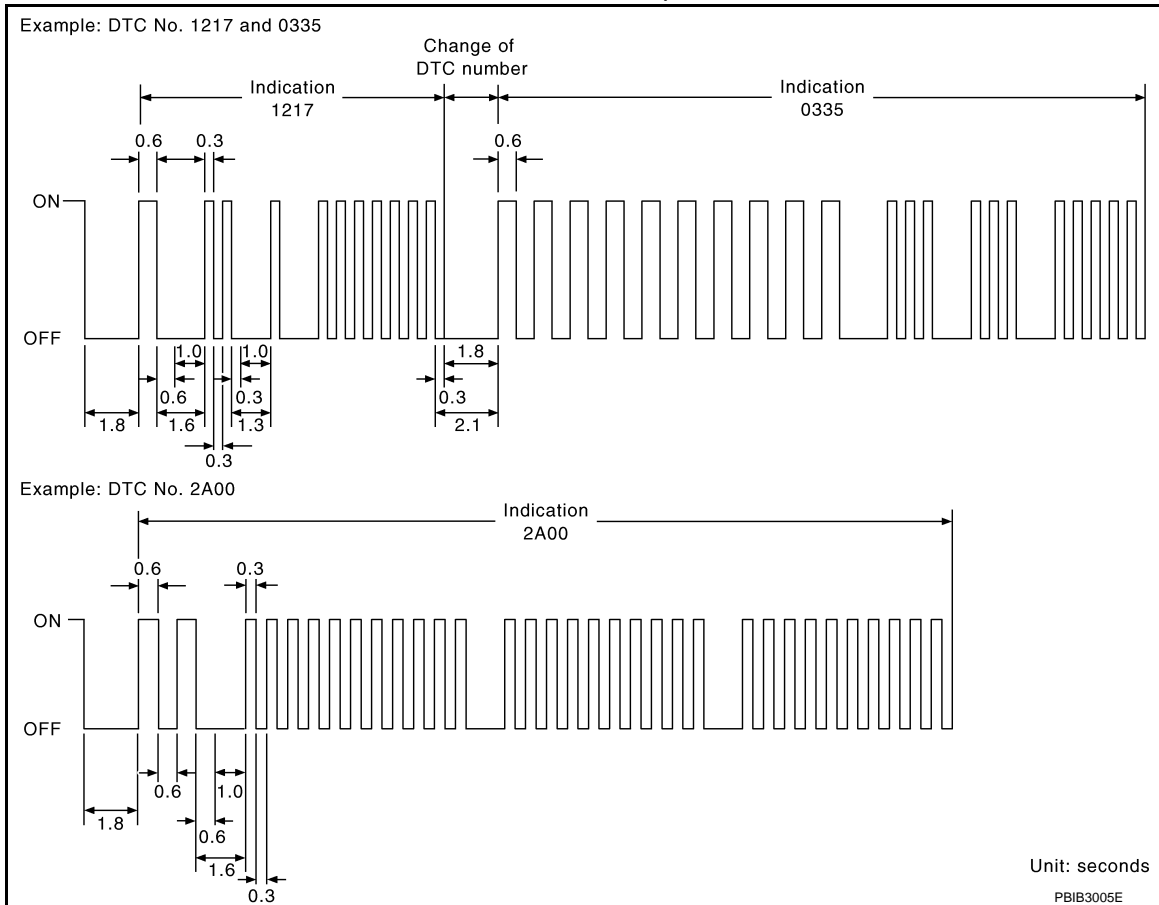 Example: DTC No. 1217 and 0335
Change of
DTC number
Indication
1217
Indication
0335
0.6
0.3
0.6
ON
OFF
1.0
1.0
1.8
0.6
0.3
0.3
1.8
1.6
1.3
2.1
0.3
Example: DTC No. 2A00
Indication
2A00
0.6
0.3
ON
OFF
0.6
1.0
1.8
0.6
1.6
0.3
Unit: seconds
PBIB3005E